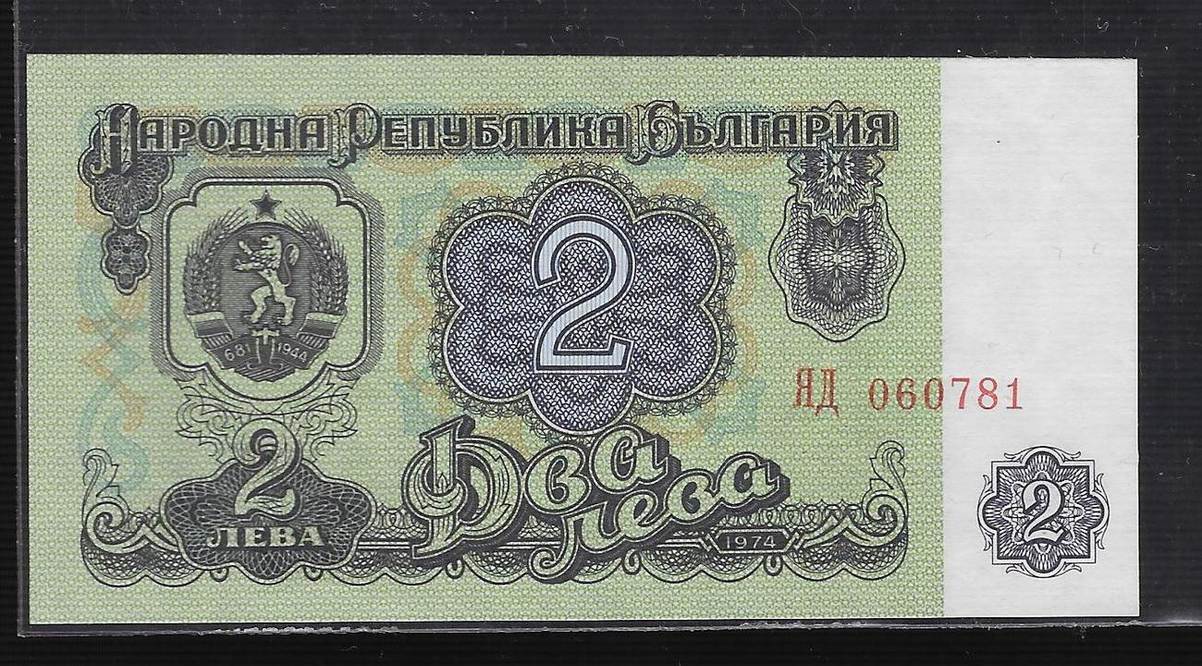 Народна Република България
681 1944
2
ЯД 060781
2
ЛЕВА
Два
лева
1974
2